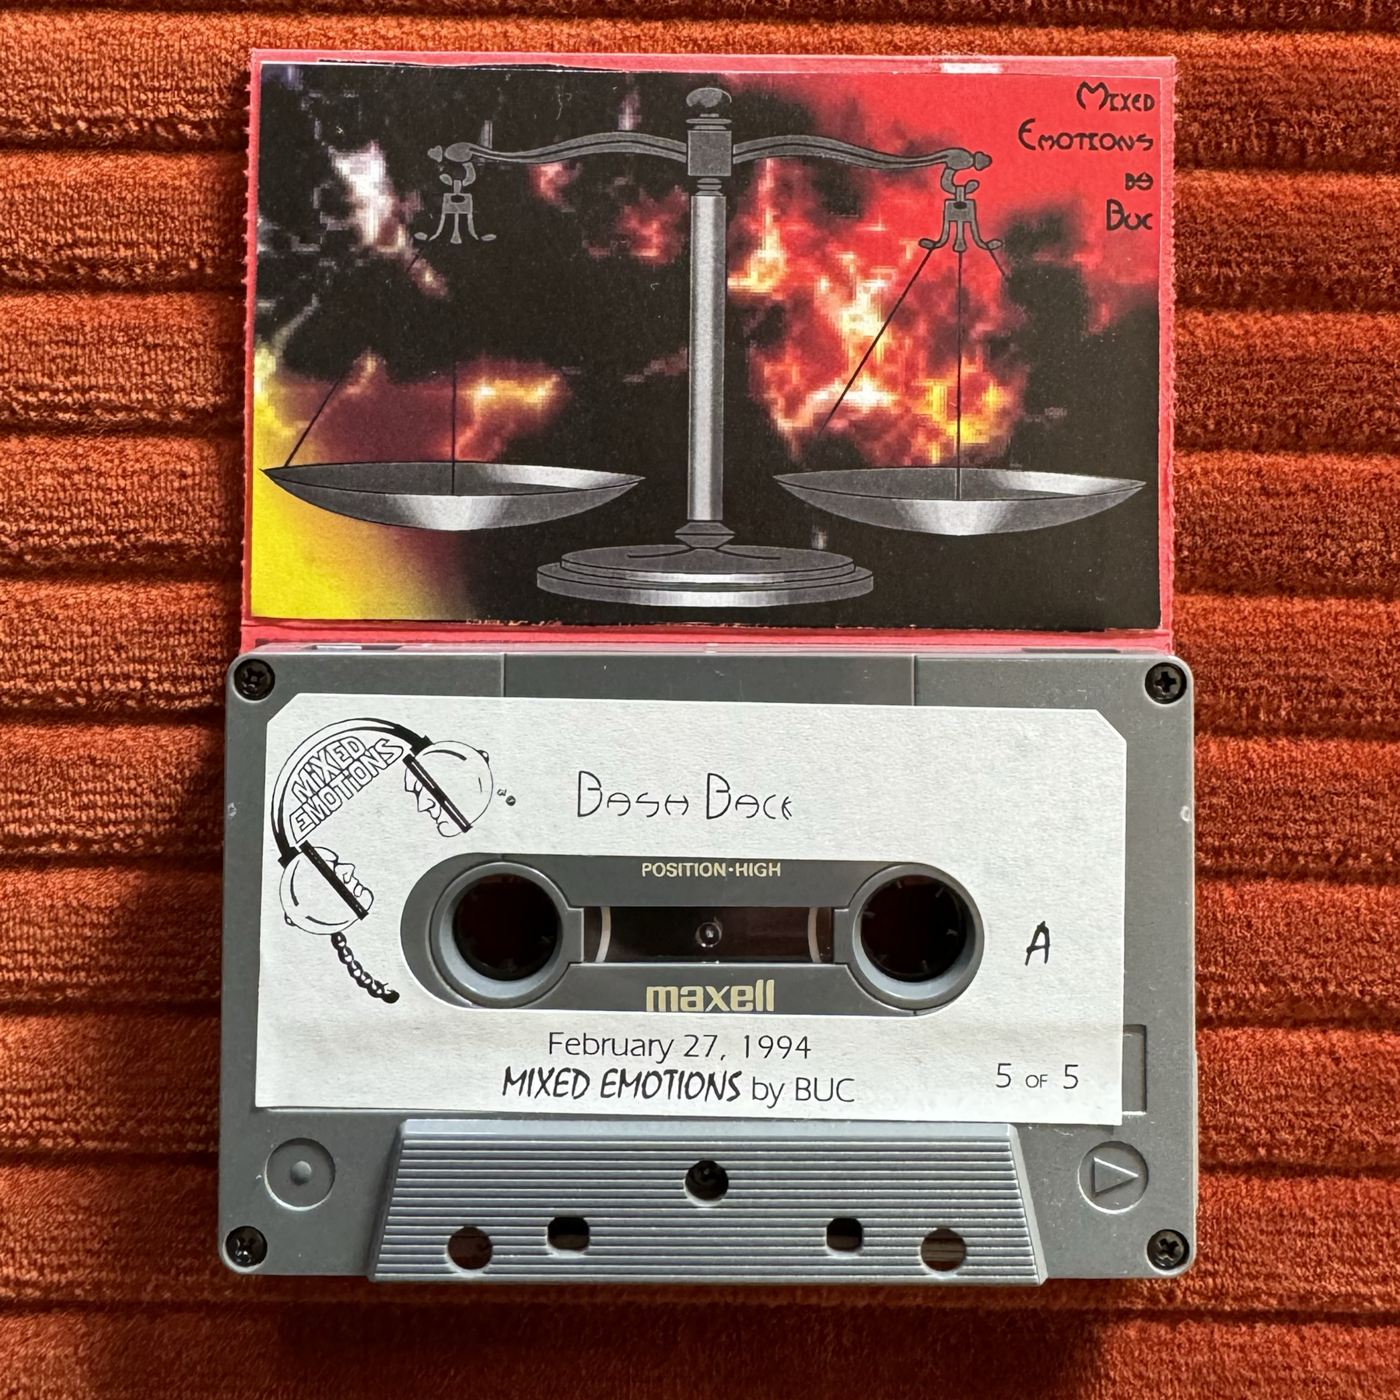 Mixed
Emotions
by
Buc
MiXED
EMOTiONS
Bash Back
POSITION·HIGH
A
maxell
February 27, 1994
MIXED EMOTIONS by BUC
5 OF 5